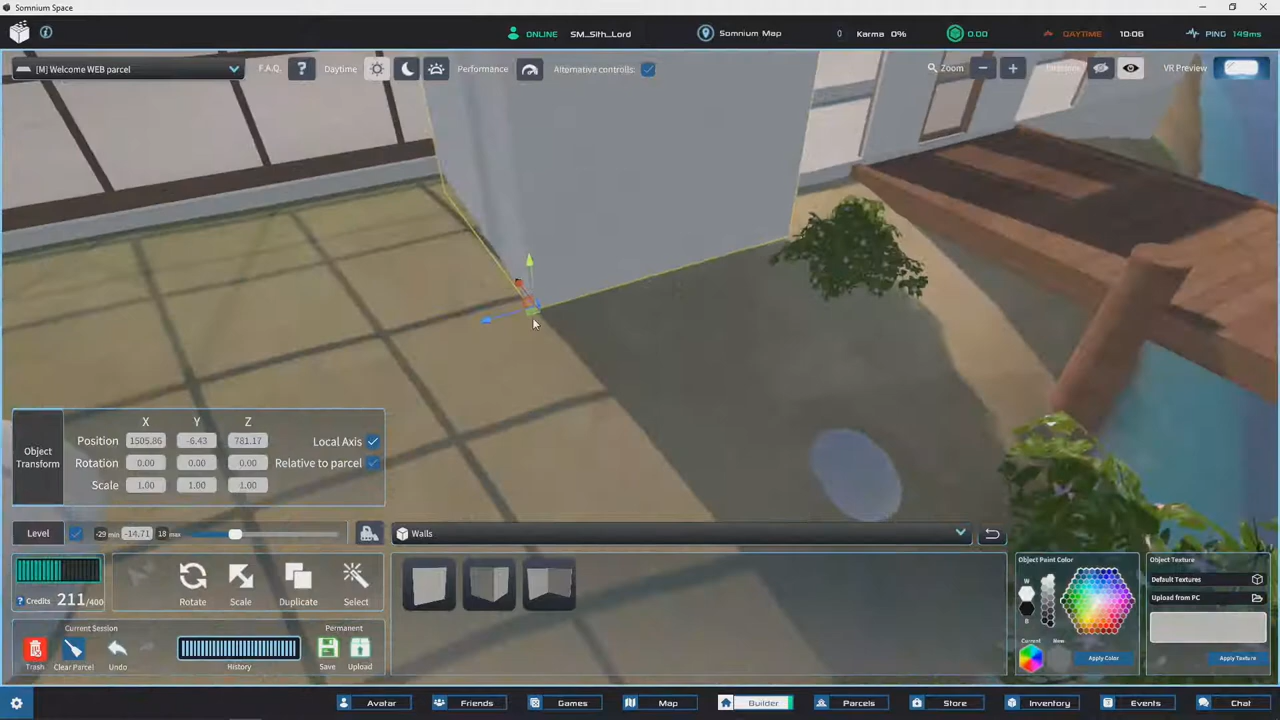 Somnium Space
ONLINE SM_Sith_Lord Somnium Map 0 Karma 0% 0.00 QAYTIME 10:06 PING 149ms
[M] Welcome WEB parcel F.A.Q. ? Daytime Performance Alternative controlls: Zoom VR Preview
X Y Z
Object Transform
Position 1505.86 -6.43 781.17 Local Axis
Rotation 0.00 0.00 0.00 Relative to parcel
Scale 1.00 1.00 1.00
Level -29 min -14.71 18 max
Walls
? Credits 211/400
Rotate Scale Duplicate Select
Current Session Permanent
Trash Clear Parcel Undo History Save Upload
Object Paint Color
W
B
Current New Apply Color
Object Texture
Default Textures
Upload from PC
Apply Texture
Avatar Friends Games Map Builder Parcels Store Inventory Events Chat